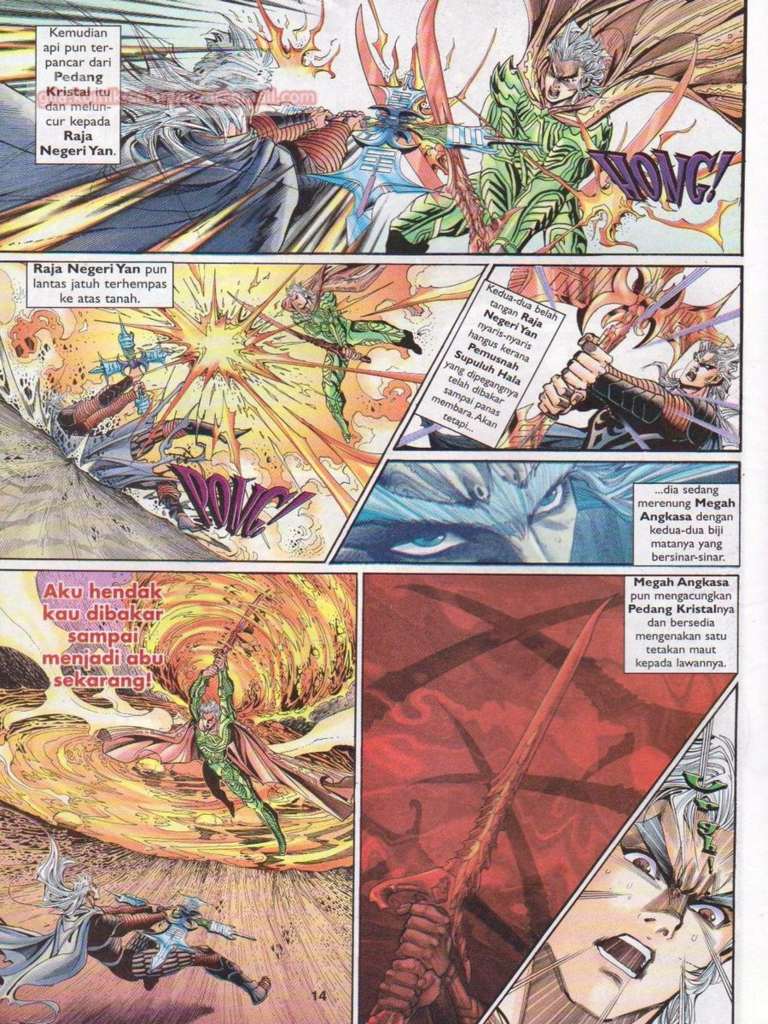 Kemudian
api pun ter-
pancar dari
Pedang
Kristal itu
dan melun-
cur kepada
Raja
Negeri Yan.
HONG!
Raja Negeri Yan pun
lantas jatuh terhempas
ke atas tanah.
PONG!
Kedua-dua belah
tangan Raja
Negeri Yan
nyaris-nyaris
hangus kerana
Pemusnah
Supuluh Hala
yang dipegangnya
telah dibakar
sampai panas
membara. Akan
tetapi...
...dia sedang
merenung Megah
Angkasa dengan
kedua-dua biji
matanya yang
bersinar-sinar.
Aku hendak
kau dibakar
sampai
menjadi abu
sekarang!
Megah Angkasa
pun mengacungkan
Pedang Kristalnya
dan bersedia
mengenakan satu
tetakan maut
kepada lawannya.
14